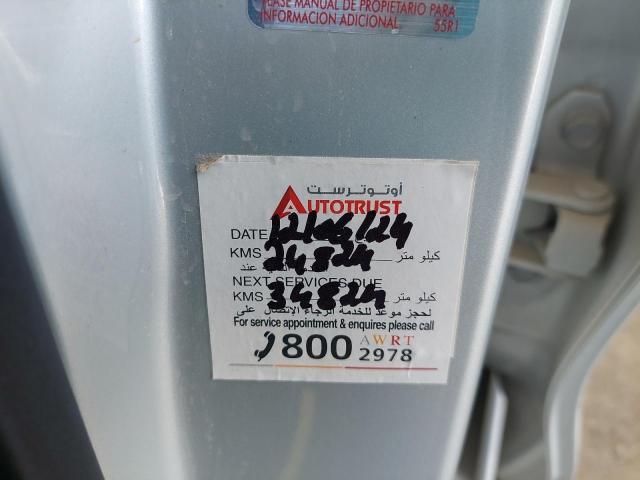 EASE MANUAL DE PROPIETARIO PARA
INFORMACION ADICIONAL 55R1
أوتوترست
AUTOTRUST
DATE 12/06/24
KMS 24824 كيلو متر
عند
NEXT SERVICES DUE
KMS 34824 كيلو متر
لحجز موعد للخدمة الرجاء الإتصال على
For service appointment & enquires please call
800 AWRT
2978